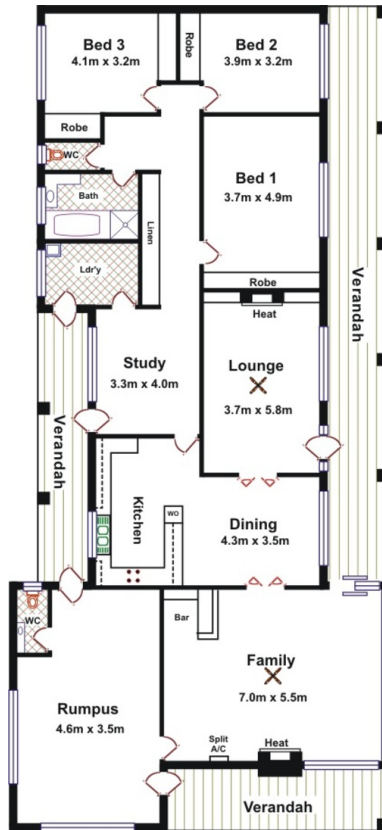 Bed 3
4.1m x 3.2m
Robe
Bed 2
3.9m x 3.2m
Robe
WC
Bath
Linen
Bed 1
3.7m x 4.9m
Robe
Ldr'y
Heat
Verandah
Study
3.3m x 4.0m
Lounge
3.7m x 5.8m
Verandah
Kitchen
WO
Dining
4.3m x 3.5m
WC
Bar
Rumpus
4.6m x 3.5m
Family
7.0m x 5.5m
Split
A/C
Heat
Verandah